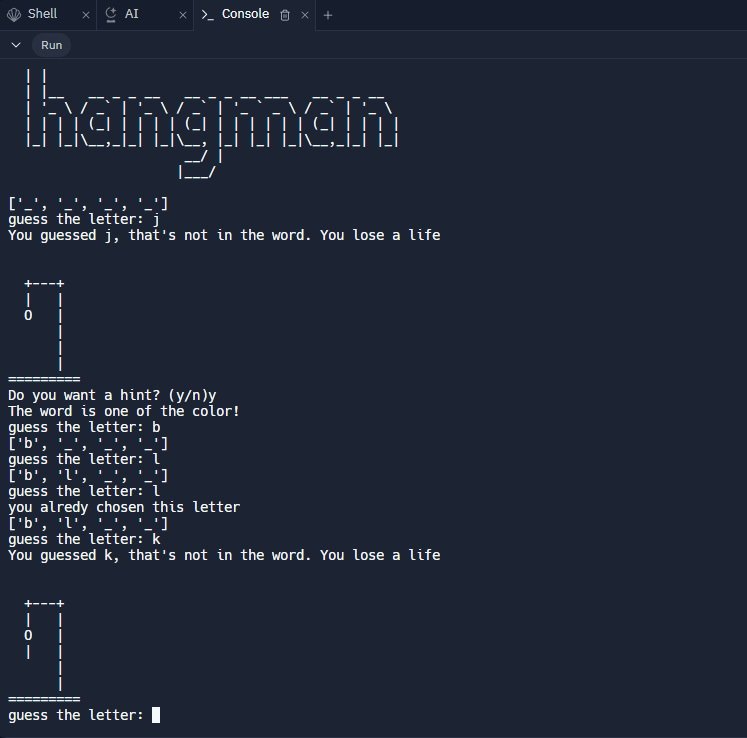 Shell
AI
Console
Run
  | |
  | |__   __ _ _ __   __ _ _ __ ___   __ _ _ __
  | '_ \ / _` | '_ \ / _` | '_ ` _ \ / _` | '_ \
  | | | | (_| | | | | (_| | | | | | | (_| | | | |
  |_| |_|\__,_|_| |_|\__, |_| |_| |_|\__,_|_| |_|
                      __/ |
                     |___/
['_', '_', '_', '_']
guess the letter: j
You guessed j, that's not in the word. You lose a life
  +---+
  |   |
  O   |
      |
      |
      |
=========
Do you want a hint? (y/n)y
The word is one of the color!
guess the letter: b
['b', '_', '_', '_']
guess the letter: l
['b', 'l', '_', '_']
guess the letter: l
you alredy chosen this letter
['b', 'l', '_', '_']
guess the letter: k
You guessed k, that's not in the word. You lose a life
  +---+
  |   |
  O   |
  |   |
      |
      |
=========
guess the letter: